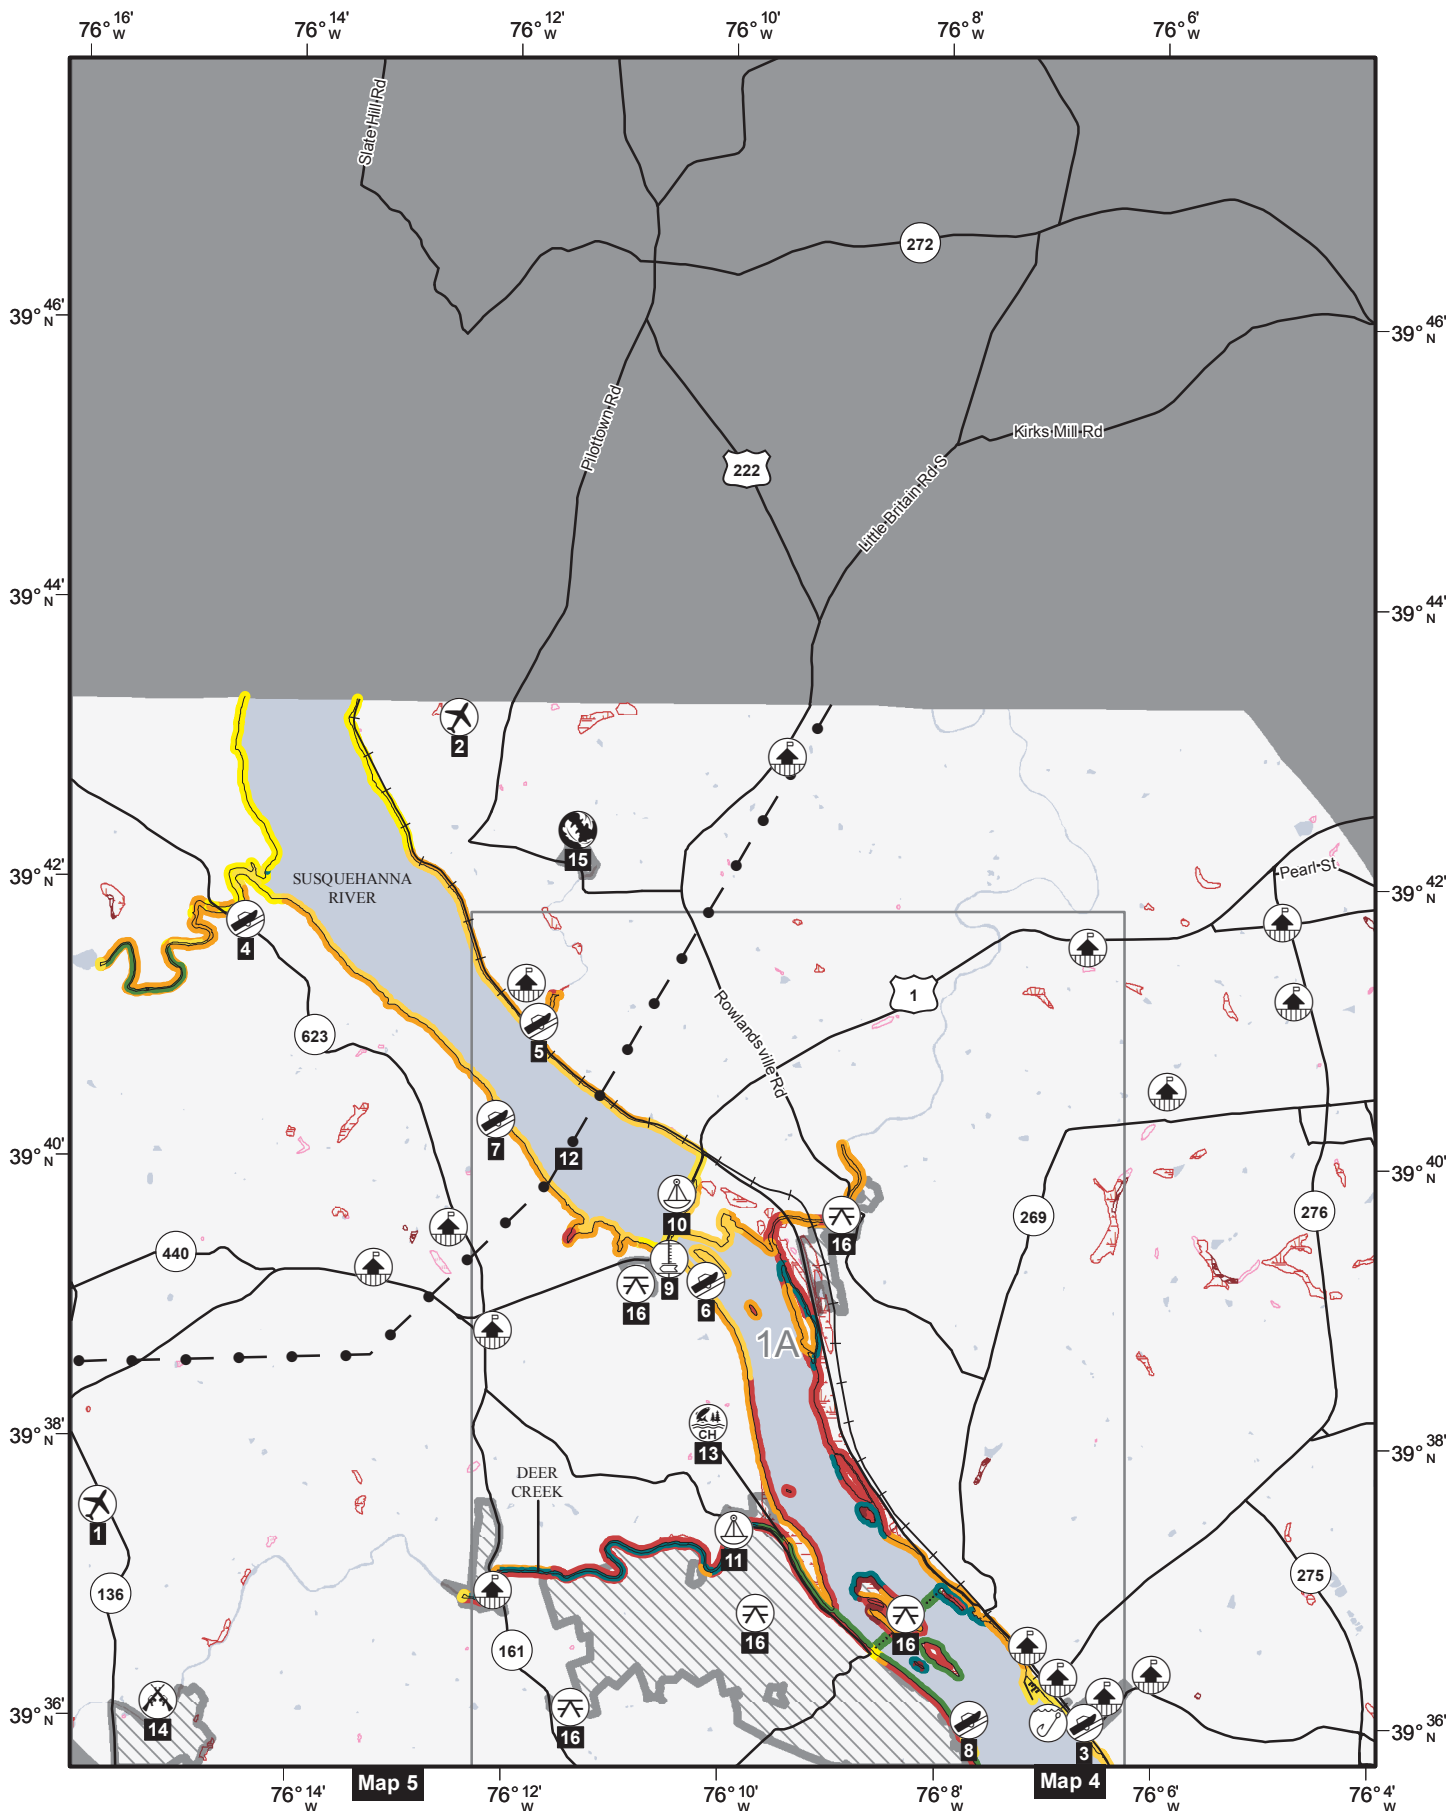 76° 16' W
76° 14' W
76° 12' W
76° 10' W
76° 8' W
76° 6' W
Slate Hill Rd
272
39° 46' N
39° 46' N
Pilottown Rd
Kirks Mill Rd
222
Little Britain Rd S
39° 44' N
39° 44' N
2
15
39° 42' N
39° 42' N
Pearl St
SUSQUEHANNA
RIVER
4
1
Rowlandsville Rd
623
5
7
12
39° 40' N
39° 40' N
10
16
269
276
440
9
6
16
1A
39° 38' N
39° 38' N
CH
13
DEER
CREEK
1
11
136
275
16
16
161
39° 36' N
39° 36' N
14
16
8
3
Map 5
Map 4
76° 14' W
76° 12' W
76° 10' W
76° 8' W
76° 6' W
76° 4' W